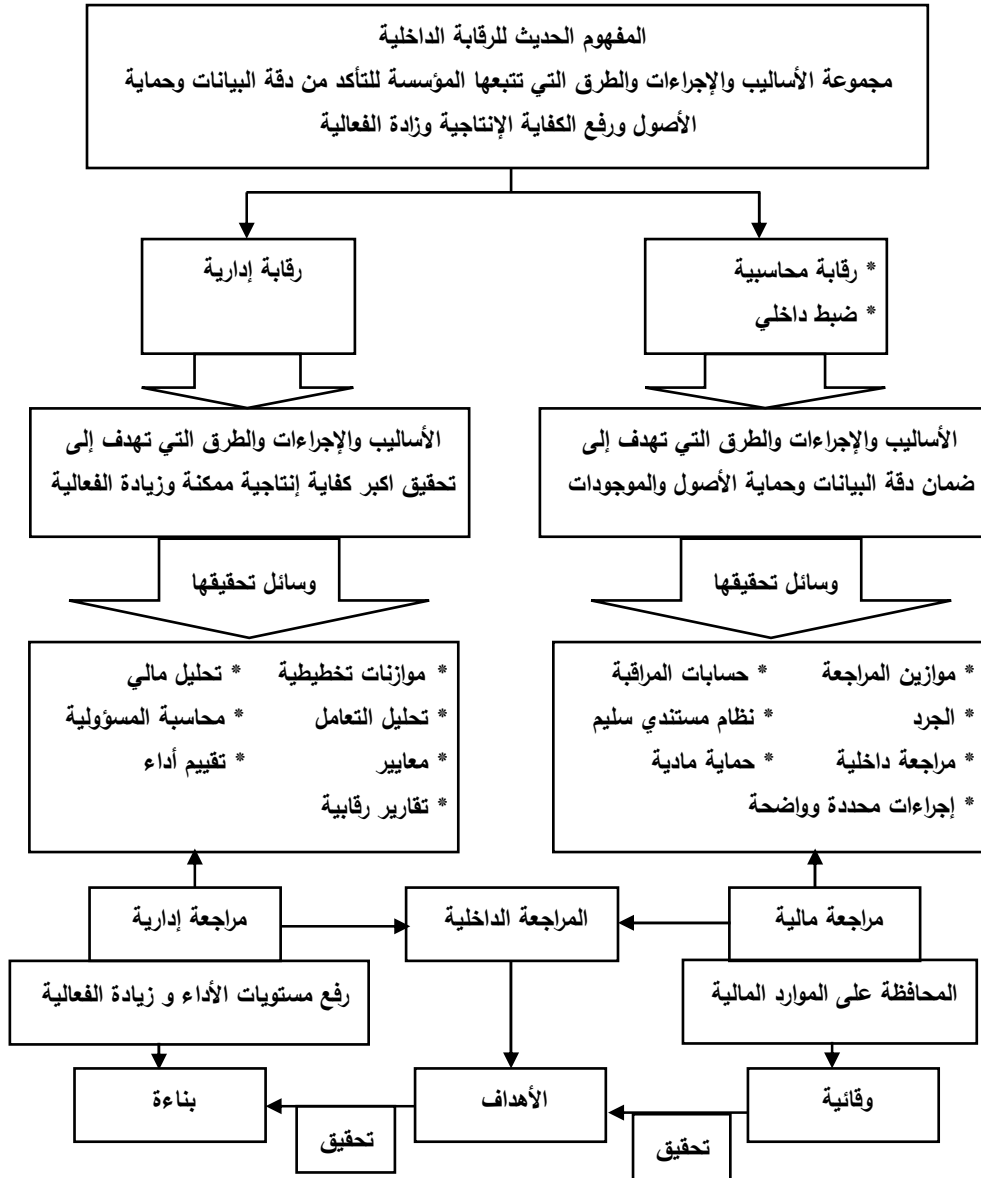 المفهوم الحديث للرقابة الداخلية
مجموعة الأساليب والإجراءات والطرق التي تتبعها المؤسسة للتأكد من دقة البيانات وحماية
الأصول ورفع الكفاية الإنتاجية وزادة الفعالية
* رقابة محاسبية
* ضبط داخلي
رقابة إدارية
الأساليب والإجراءات والطرق التي تهدف إلى
ضمان دقة البيانات وحماية الأصول والموجودات
الأساليب والإجراءات والطرق التي تهدف إلى
تحقيق اكبر كفاية إنتاجية ممكنة وزيادة الفعالية
وسائل تحقيقها
وسائل تحقيقها
* موازين المراجعة * حسابات المراقبة
* الجرد * نظام مستندي سليم
* مراجعة داخلية * حماية مادية
* إجراءات محددة وواضحة
* موازنات تخطيطية * تحليل مالي
* تحليل التعامل * محاسبة المسؤولية
* معايير * تقييم أداء
* تقارير رقابية
مراجعة مالية
المراجعة الداخلية
مراجعة إدارية
المحافظة على الموارد المالية
رفع مستويات الأداء و زيادة الفعالية
وقائية
الأهداف
بناءة
تحقيق
تحقيق